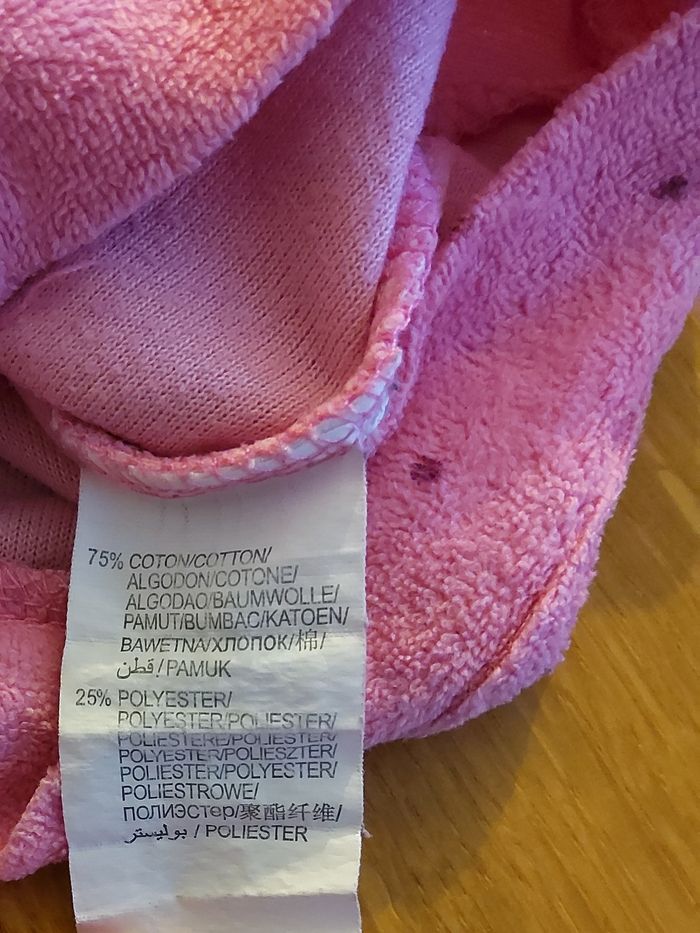 75% COTON/COTTON/
ALGODON/COTONE/
ALGODAO/BAUMWOLLE/
PAMUT/BUMBAC/KATOEN/
BAWEŁNA/ХЛОПОК/棉/
قطن/PAMUK
25% POLYESTER/
POLYESTER/POLIESTER/
POLIESTERE/POLIESTER/
POLYESTER/POLIESZTER/
POLIESTER/POLYESTER/
POLIESTROWE/
ПОЛИЭСТер/聚酯纤维/
بوليستر / POLIESTER